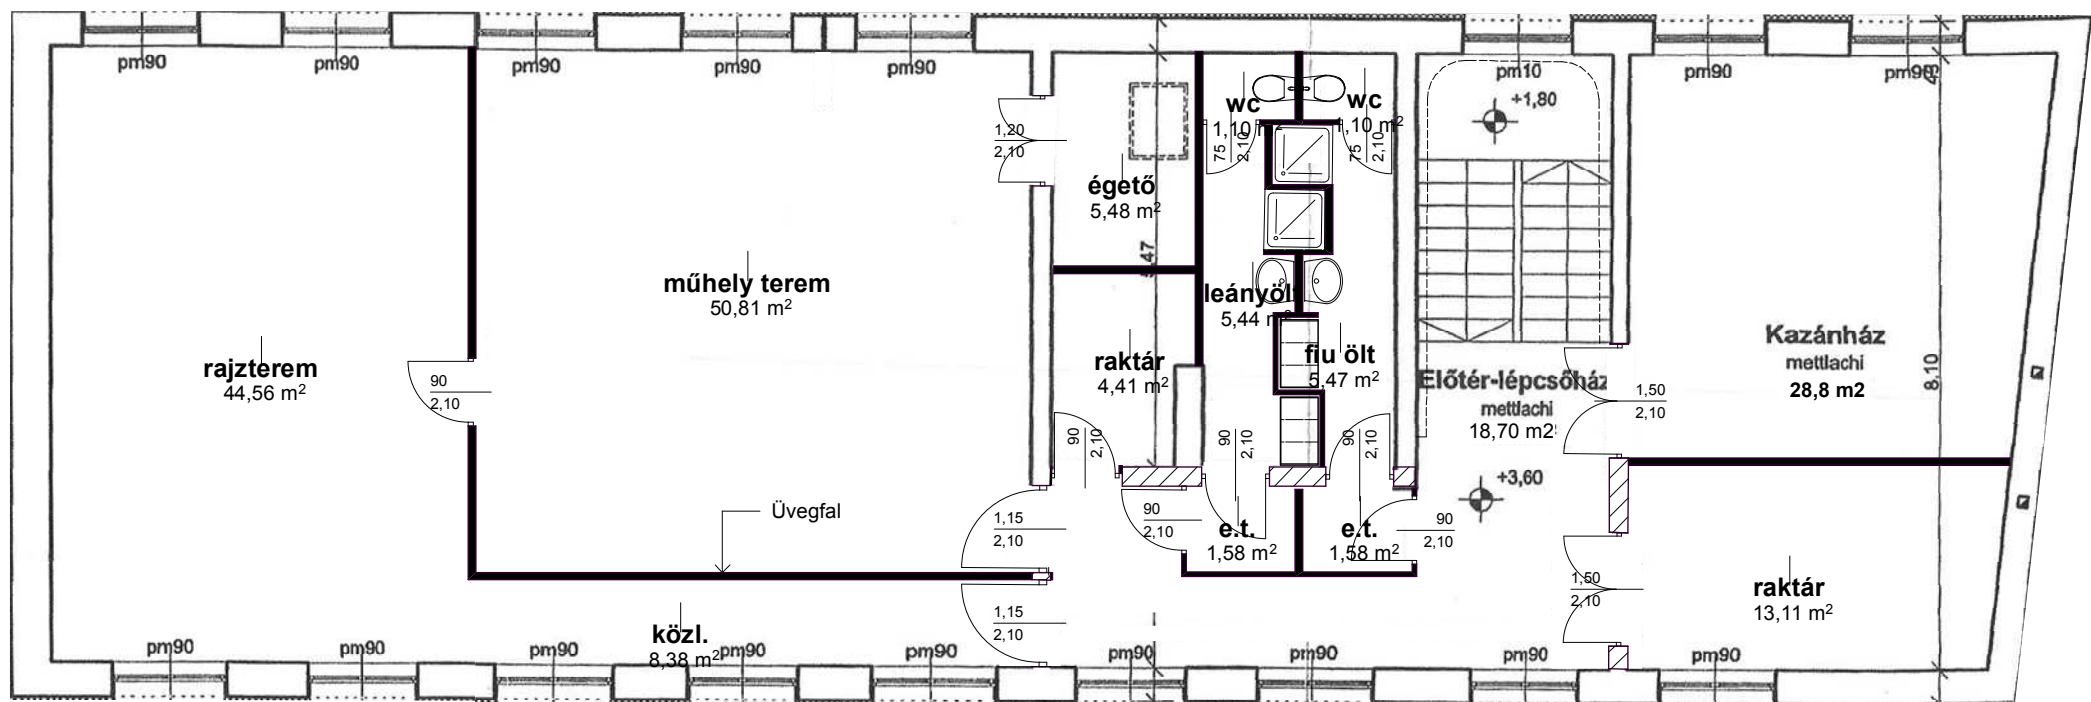 pm90
pm90
pm90
pm90
pm90
pm10
pm90
pm90
+1,80
wc
1,10 m²
wc
1,10 m²
75
2,10
75
2,10
1,20
2,10
égető
5,48 m²
5,47
műhely terem
50,81 m²
leányölt
5,44 m²
rajzterem
44,56 m²
90
2,10
raktár
4,41 m²
fiu ölt
5,47 m²
Előtér-lépcsőház
mettlachi
18,70 m2
Kazánház
mettlachi
28,8 m2
8,10
1,50
2,10
90
2,10
90
2,10
90
2,10
+3,60
Üvegfal
1,15
2,10
90
2,10
e.t.
1,58 m²
e.t.
1,58 m²
90
2,10
1,50
2,10
raktár
13,11 m²
1,15
2,10
közl.
8,38 m²
pm90
pm90
pm90
pm90
pm90
pm90
pm90
pm90
pm90